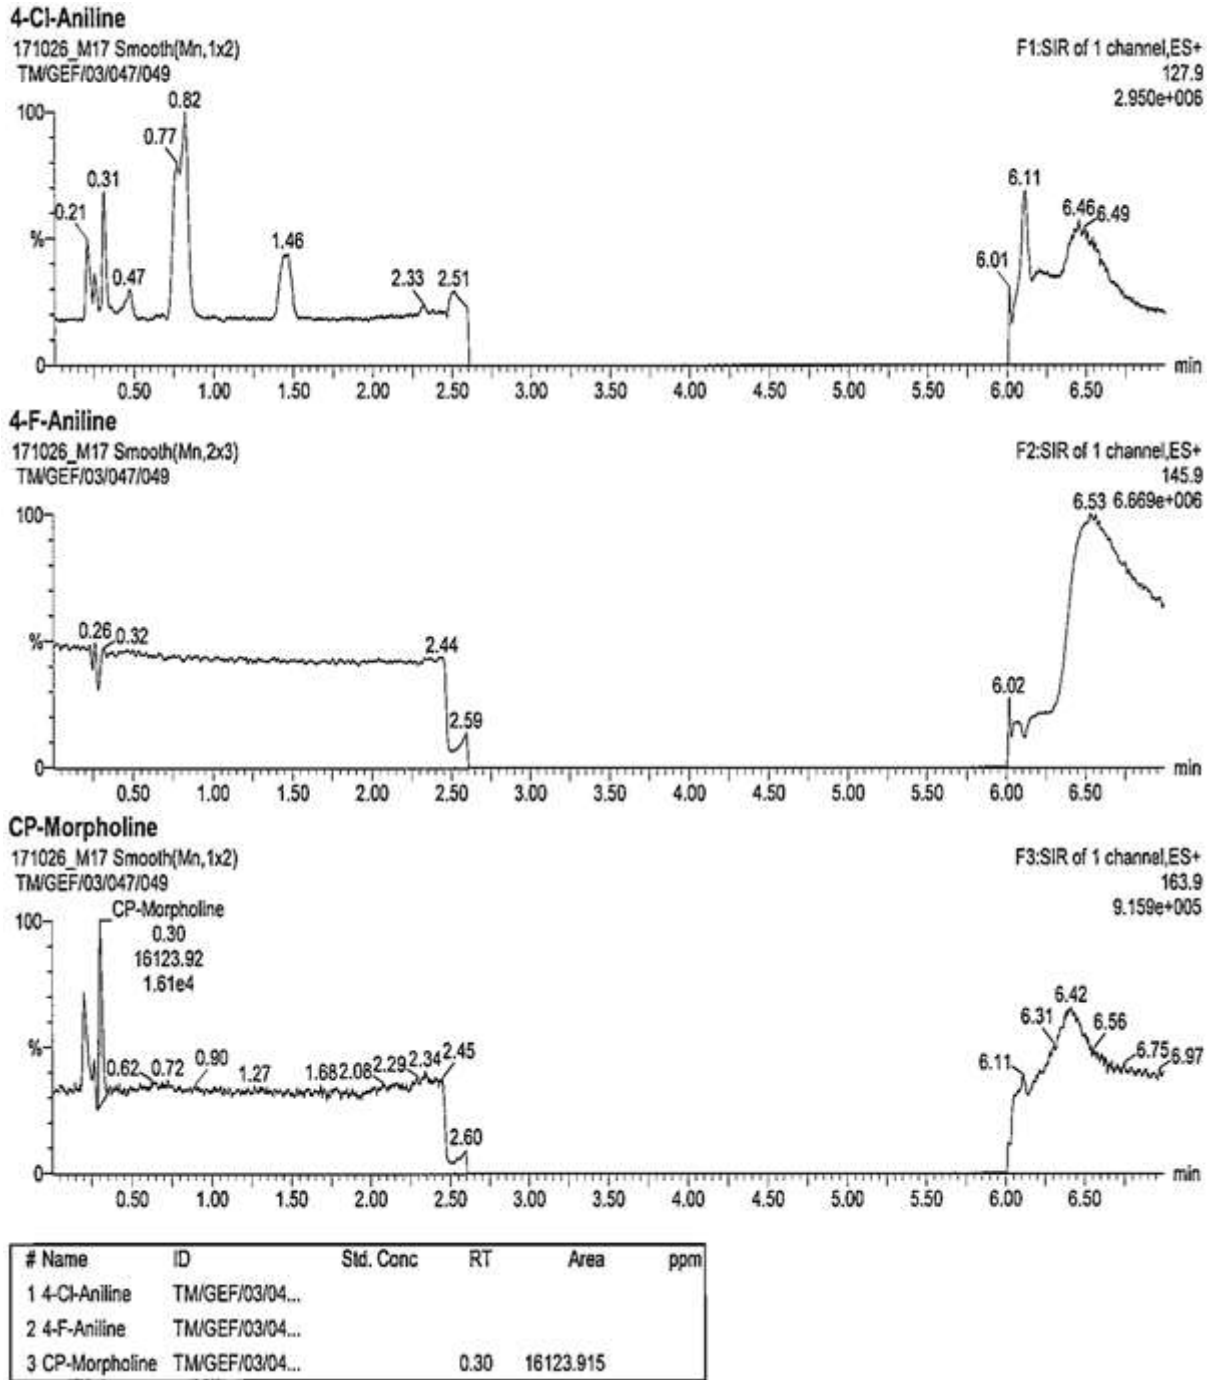 4-Cl-Aniline
171026_M17 Smooth(Mn,1x2)
TM/GEF/03/047/049
F1:SIR of 1 channel,ES+
127.9
2.950e+006
100
%
0
0.21
0.31
0.47
0.77
0.82
1.46
2.33
2.51
6.01
6.11
6.46
6.49
0.50 1.00 1.50 2.00 2.50 3.00 3.50 4.00 4.50 5.00 5.50 6.00 6.50 min
4-F-Aniline
171026_M17 Smooth(Mn,2x3)
TM/GEF/03/047/049
F2:SIR of 1 channel,ES+
145.9
6.669e+006
100
%
0
0.26
0.32
2.44
2.59
6.02
6.53
0.50 1.00 1.50 2.00 2.50 3.00 3.50 4.00 4.50 5.00 5.50 6.00 6.50 min
CP-Morpholine
171026_M17 Smooth(Mn,1x2)
TM/GEF/03/047/049
F3:SIR of 1 channel,ES+
163.9
9.159e+005
100
%
0
CP-Morpholine
0.30
16123.92
1.61e4
0.62
0.72
0.90
1.27
1.68
2.08
2.29
2.34
2.45
2.60
6.11
6.31
6.42
6.56
6.75
6.97
0.50 1.00 1.50 2.00 2.50 3.00 3.50 4.00 4.50 5.00 5.50 6.00 6.50 min
# Name ID Std. Conc RT Area ppm
1 4-Cl-Aniline TM/GEF/03/04...
2 4-F-Aniline TM/GEF/03/04...
3 CP-Morpholine TM/GEF/03/04... 0.30 16123.915